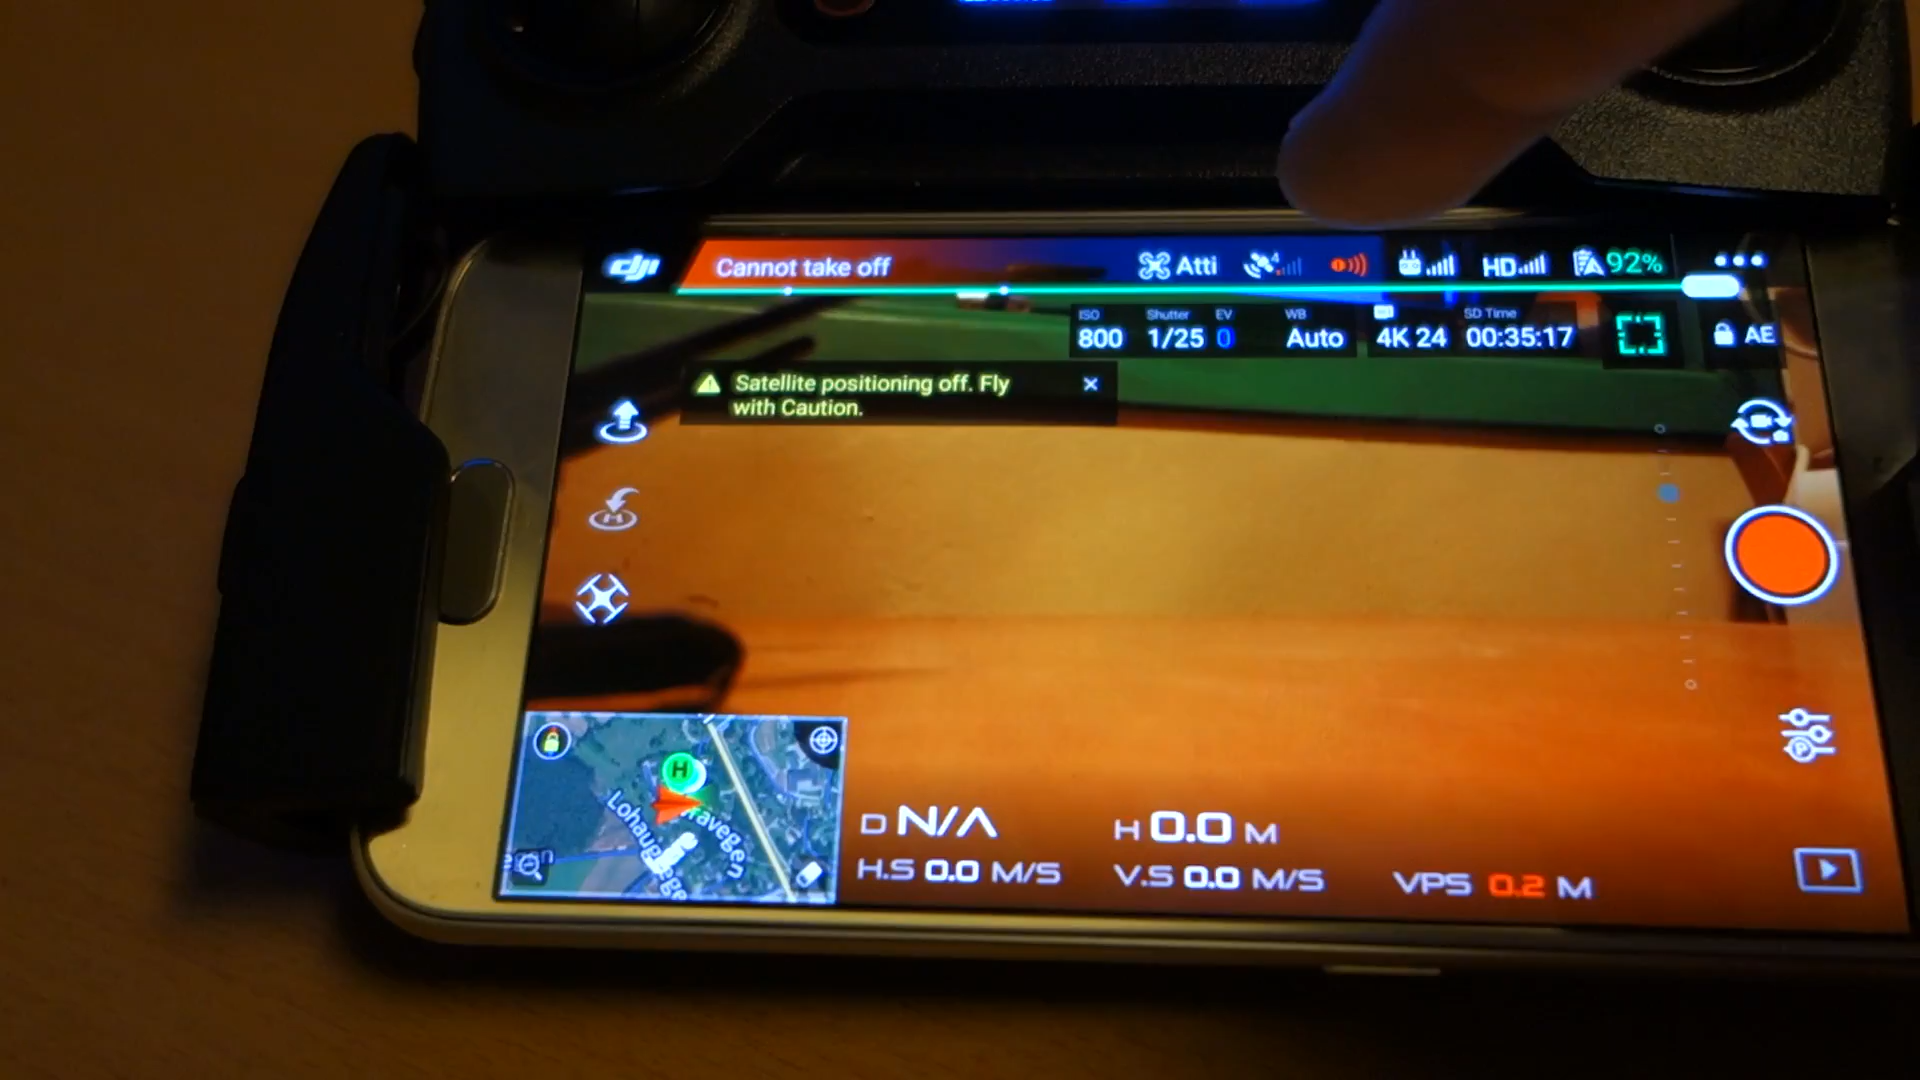 dji
Cannot take off
Atti
4
HD
92%
ISO
800
Shutter
1/25
EV
0
WB
Auto
4K 24
SD Time
00:35:17
AE
Satellite positioning off. Fly
with Caution.
H
D N/A
H 0.0 M
H.S 0.0 M/S
V.S 0.0 M/S
VPS 0.2 M
P